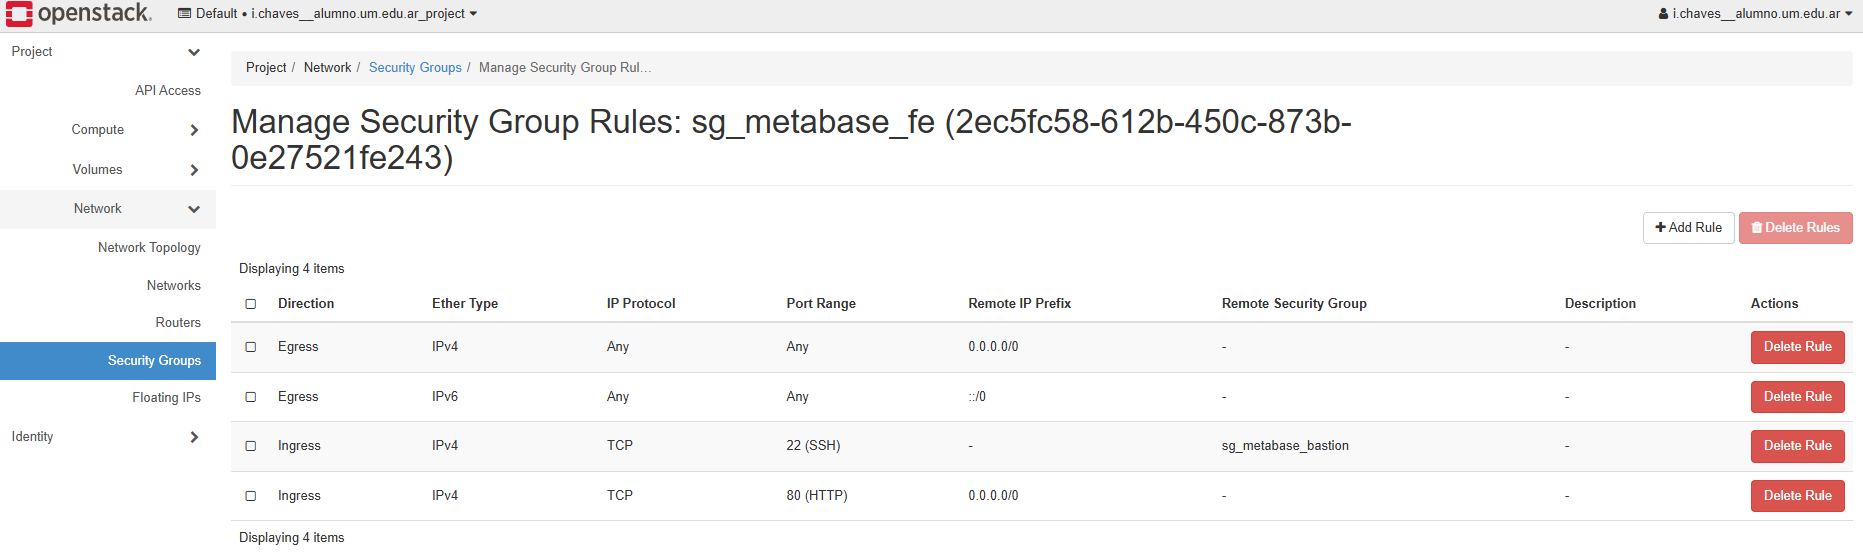 openstack.
Default • i.chaves__alumno.um.edu.ar_project
i.chaves__alumno.um.edu.ar
Project
API Access
Compute
Volumes
Network
Network Topology
Networks
Routers
Security Groups
Floating IPs
Identity
Project / Network / Security Groups / Manage Security Group Rul…
Manage Security Group Rules: sg_metabase_fe (2ec5fc58-612b-450c-873b-
0e27521fe243)
Add Rule Delete Rules
Displaying 4 items
Direction Ether Type IP Protocol Port Range Remote IP Prefix Remote Security Group Description Actions
Egress IPv4 Any Any 0.0.0.0/0 - - Delete Rule
Egress IPv6 Any Any ::/0 - - Delete Rule
Ingress IPv4 TCP 22 (SSH) - sg_metabase_bastion - Delete Rule
Ingress IPv4 TCP 80 (HTTP) 0.0.0.0/0 - - Delete Rule
Displaying 4 items